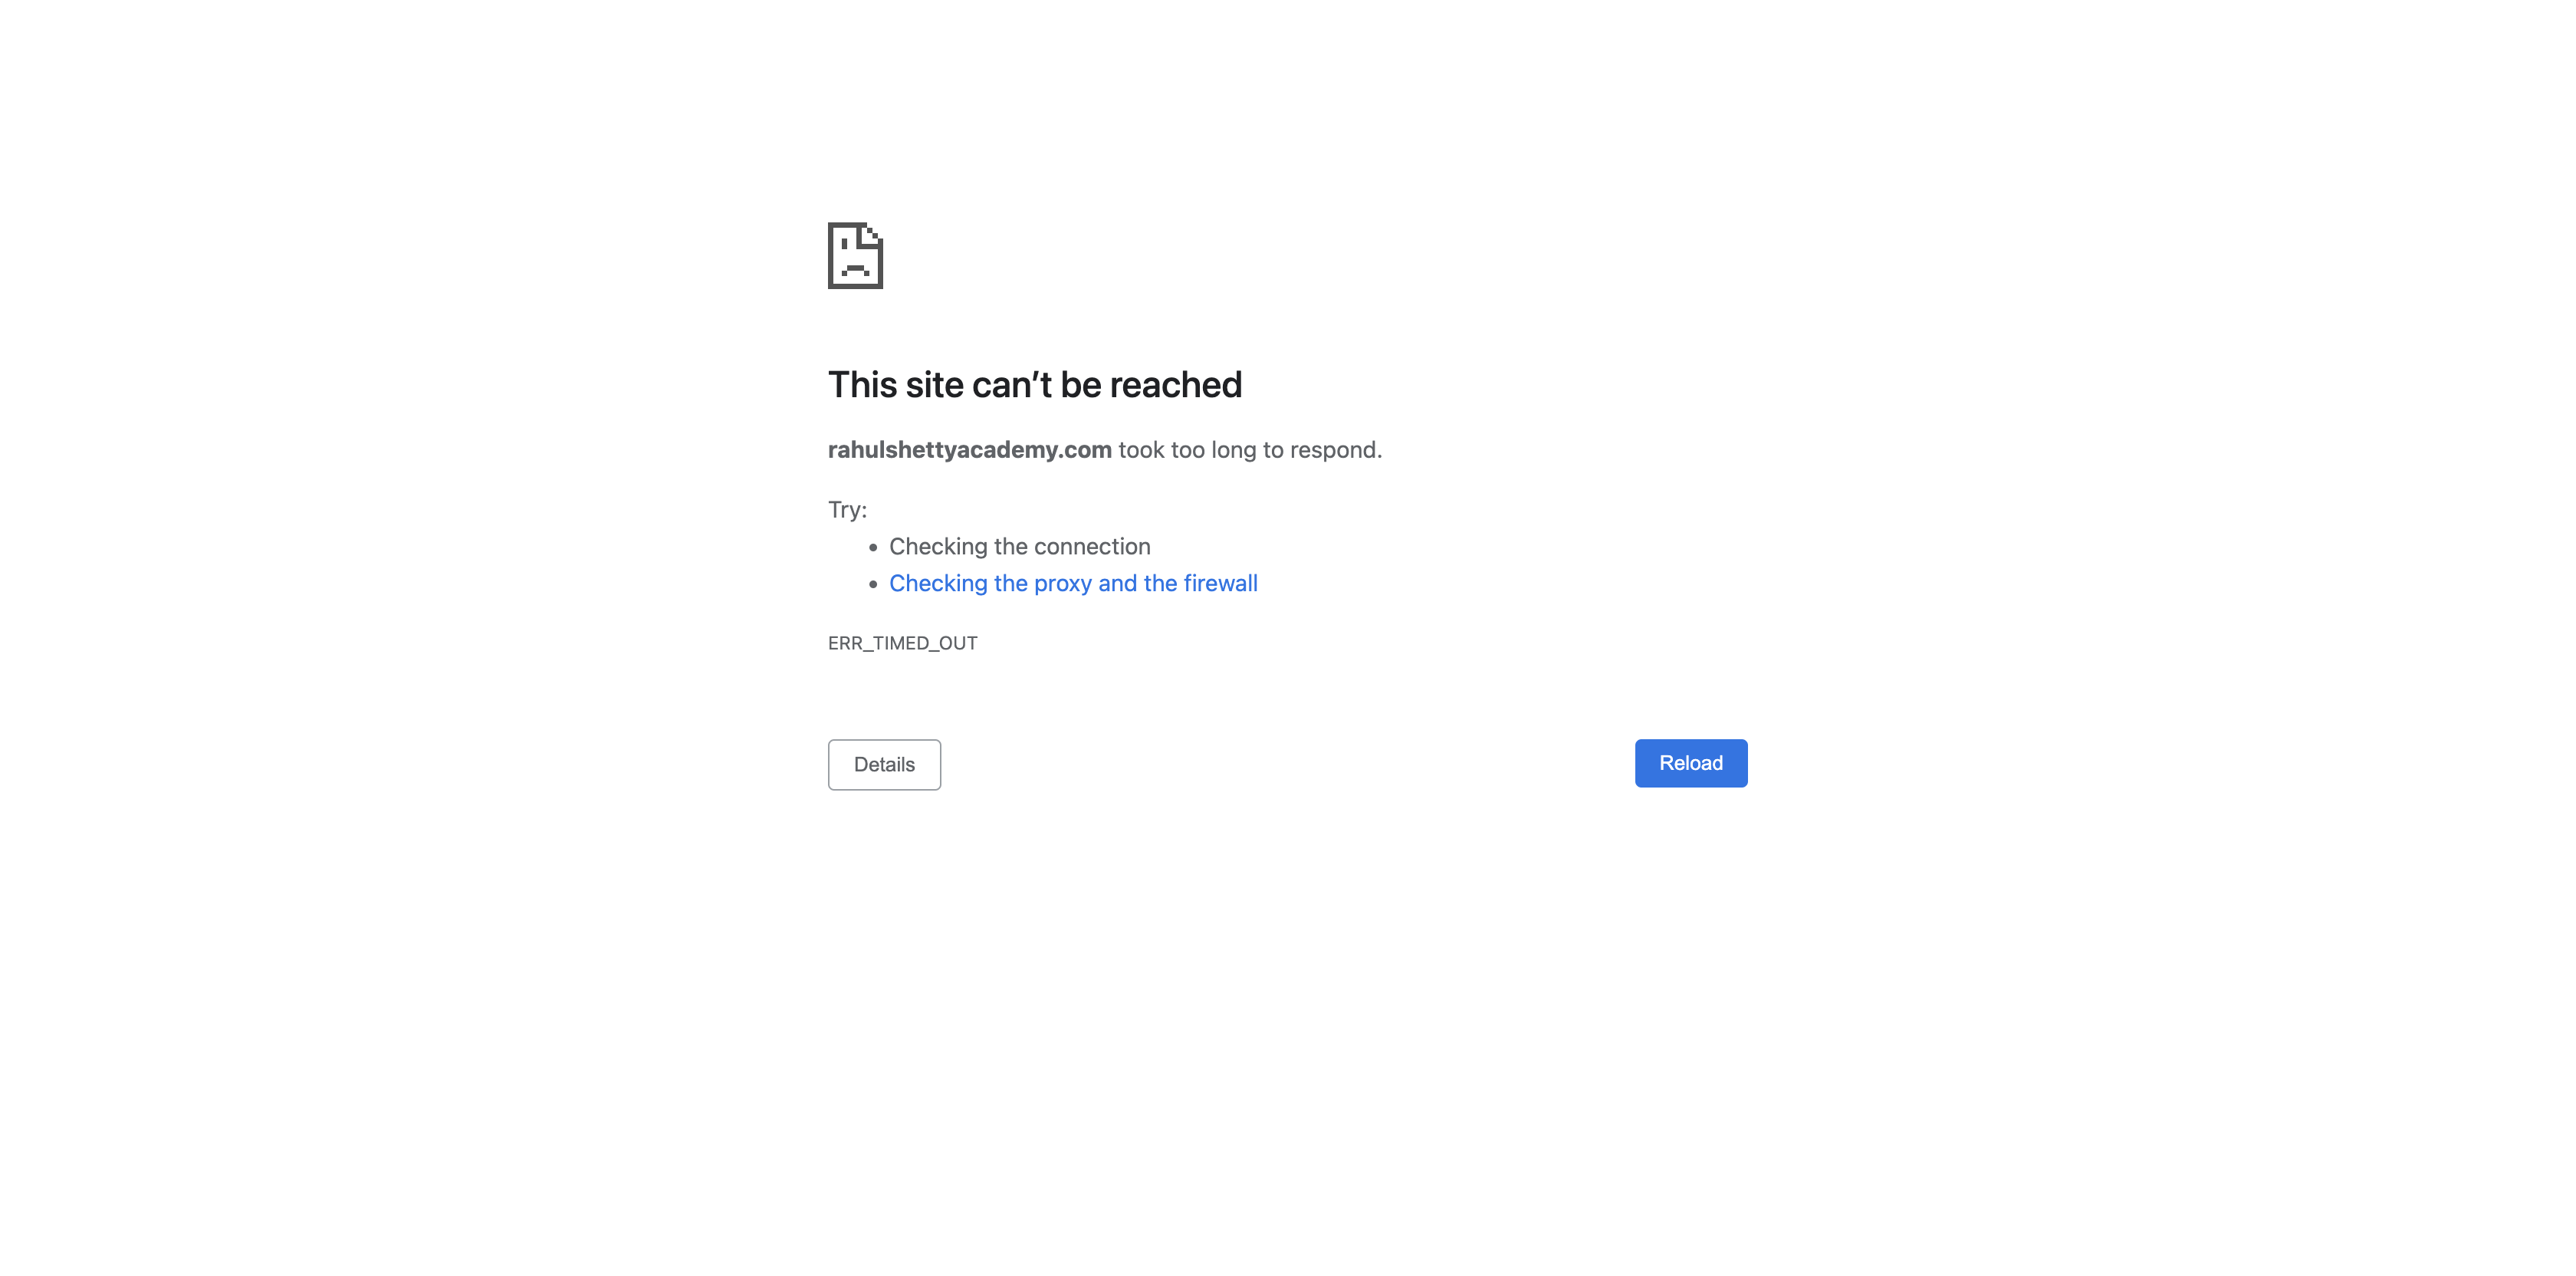 This site can’t be reached
rahulshettyacademy.com took too long to respond.
Try:
• Checking the connection
• Checking the proxy and the firewall
ERR_TIMED_OUT
Details
Reload